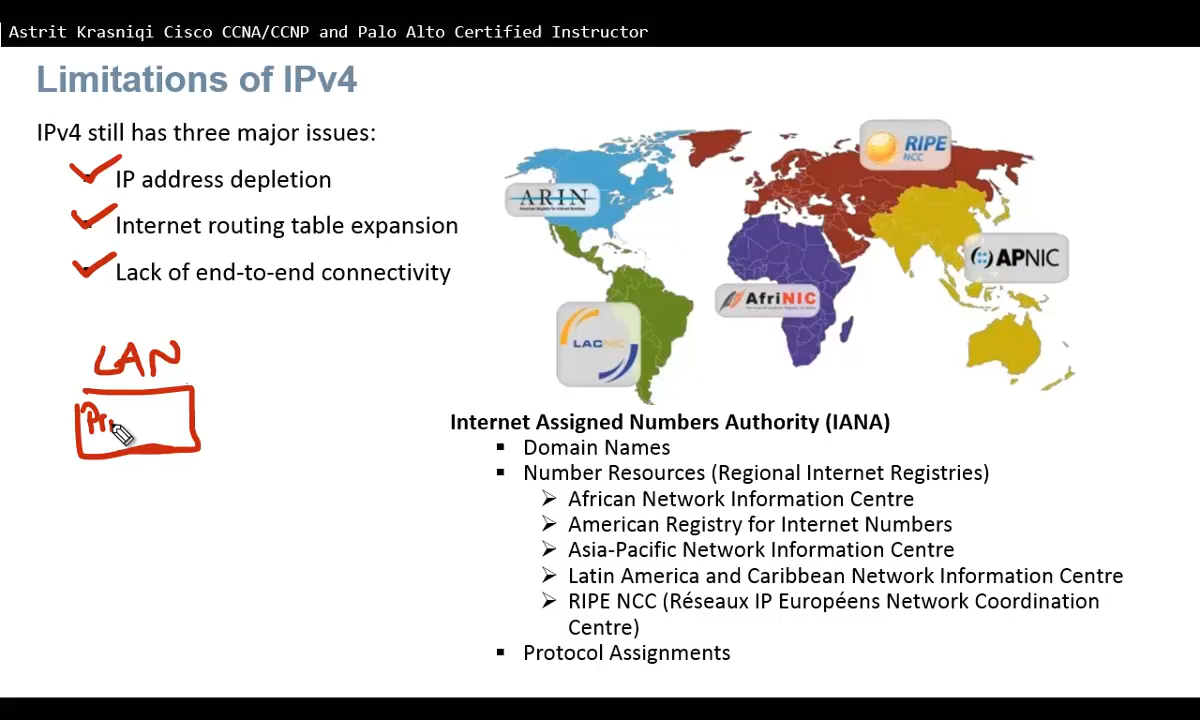 Astrit Krasniqi Cisco CCNA/CCNP and Palo Alto Certified Instructor
Limitations of IPv4
IPv4 still has three major issues:
IP address depletion
Internet routing table expansion
Lack of end-to-end connectivity
LAN
Pri
ARIN
RIPE
NCC
APNIC
AfriNIC
LACNIC
Internet Assigned Numbers Authority (IANA)
▪ Domain Names
▪ Number Resources (Regional Internet Registries)
➢ African Network Information Centre
➢ American Registry for Internet Numbers
➢ Asia-Pacific Network Information Centre
➢ Latin America and Caribbean Network Information Centre
➢ RIPE NCC (Réseaux IP Européens Network Coordination
Centre)
▪ Protocol Assignments